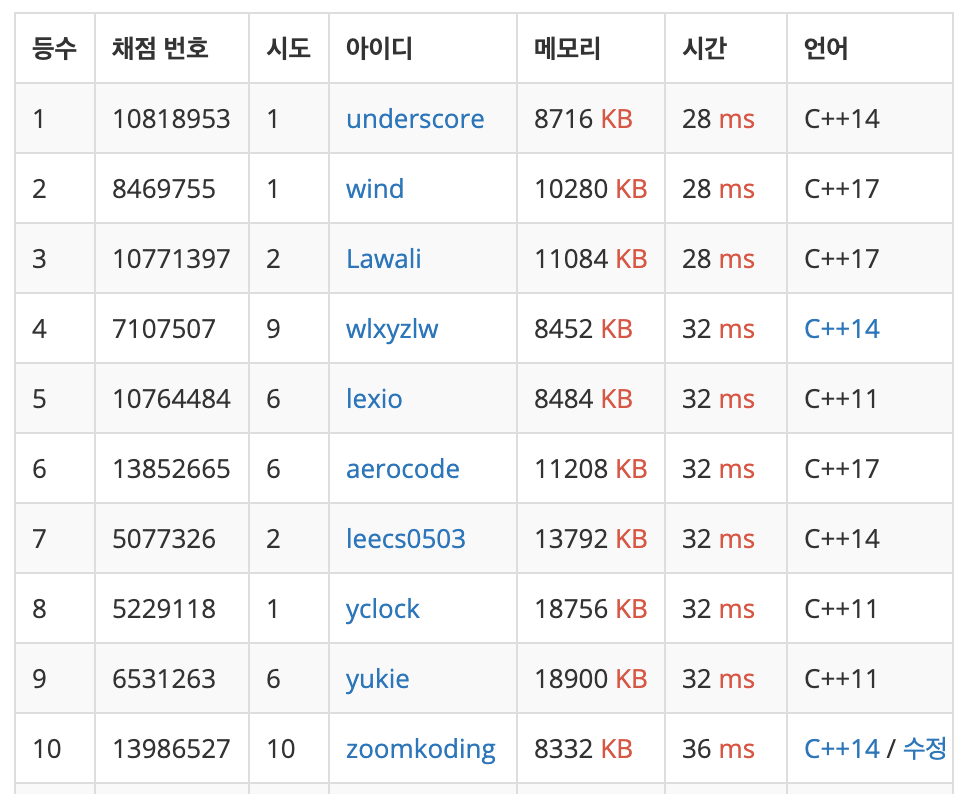 등수 채점 번호 시도 아이디 메모리 시간 언어
1 10818953 1 underscore 8716 KB 28 ms C++14
2 8469755 1 wind 10280 KB 28 ms C++17
3 10771397 2 Lawali 11084 KB 28 ms C++17
4 7107507 9 wlxyzlw 8452 KB 32 ms C++14
5 10764484 6 lexio 8484 KB 32 ms C++11
6 13852665 6 aerocode 11208 KB 32 ms C++17
7 5077326 2 leecs0503 13792 KB 32 ms C++14
8 5229118 1 yclock 18756 KB 32 ms C++11
9 6531263 6 yukie 18900 KB 32 ms C++11
10 13986527 10 zoomkoding 8332 KB 36 ms C++14 / 수정